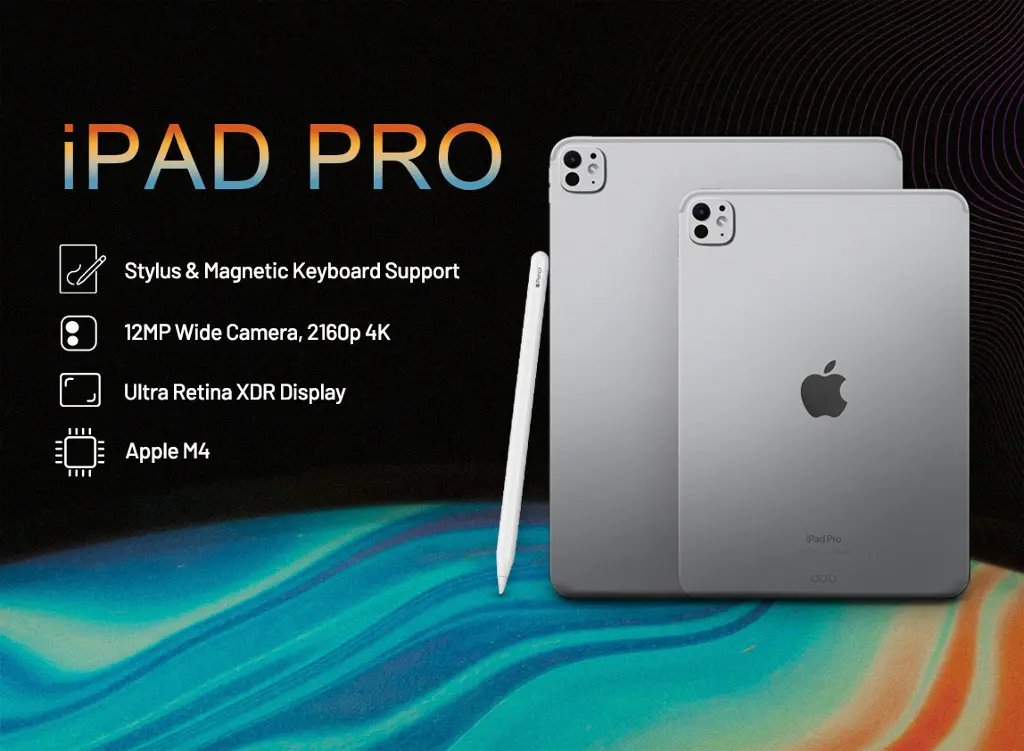 iPAD PRO
Stylus & Magnetic Keyboard Support
12MP Wide Camera, 2160p 4K
Ultra Retina XDR Display
Apple M4
Pencil
iPad Pro